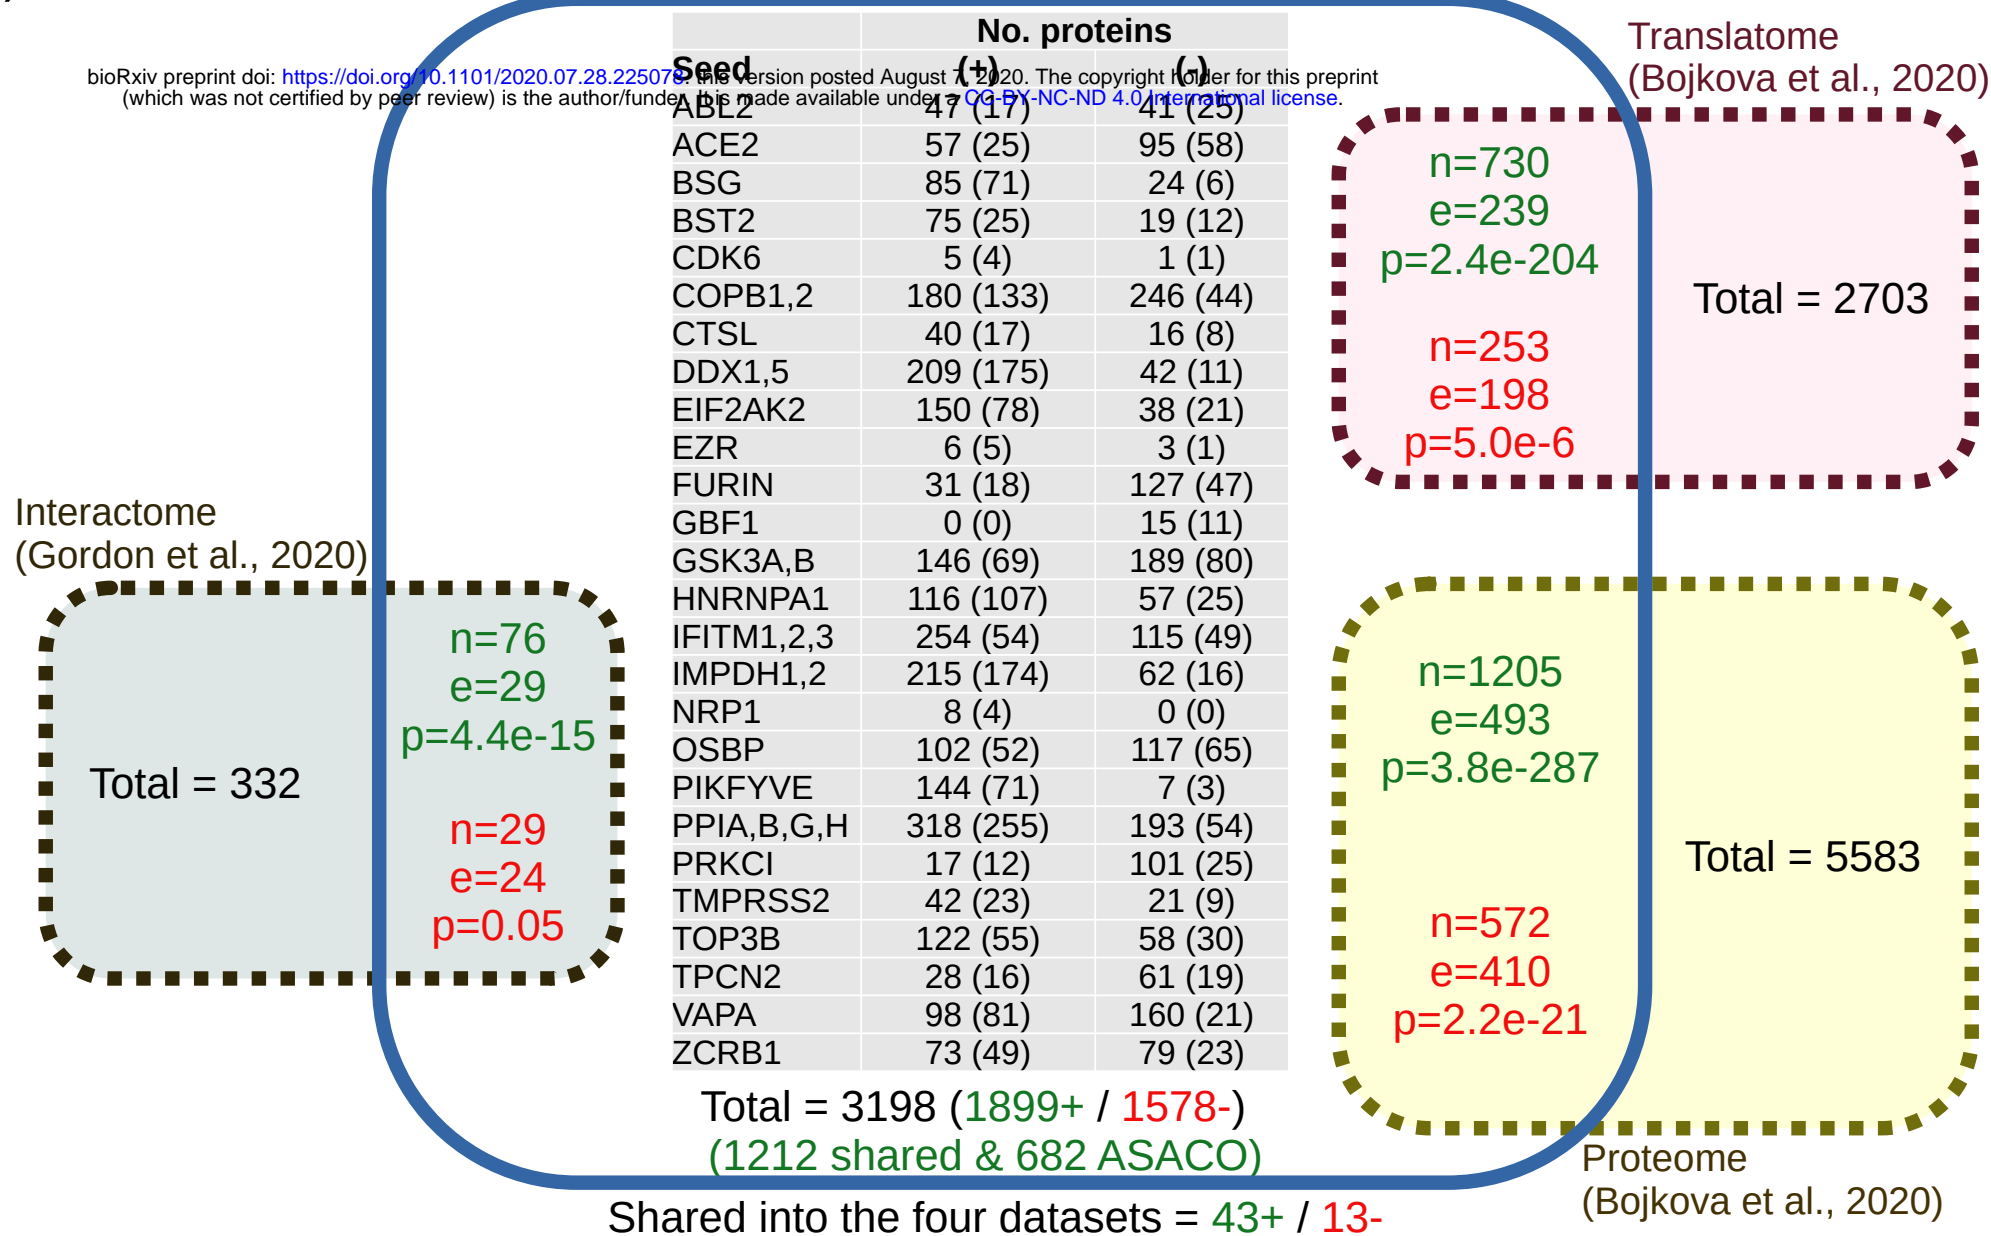 No. proteins
Seed (+) (-)
bioRxiv preprint doi: https://doi.org/10.1101/2020.07.28.225078. this version posted August 7, 2020. The copyright holder for this preprint
(which was not certified by peer review) is the author/funder. It is made available under a CC-BY-NC-ND 4.0 International license.
ABL2 47 (17) 41 (25)
ACE2 57 (25) 95 (58)
BSG 85 (71) 24 (6)
BST2 75 (25) 19 (12)
CDK6 5 (4) 1 (1)
COPB1,2 180 (133) 246 (44)
CTSL 40 (17) 16 (8)
DDX1,5 209 (175) 42 (11)
EIF2AK2 150 (78) 38 (21)
EZR 6 (5) 3 (1)
FURIN 31 (18) 127 (47)
GBF1 0 (0) 15 (11)
GSK3A,B 146 (69) 189 (80)
HNRNPA1 116 (107) 57 (25)
IFITM1,2,3 254 (54) 115 (49)
IMPDH1,2 215 (174) 62 (16)
NRP1 8 (4) 0 (0)
OSBP 102 (52) 117 (65)
PIKFYVE 144 (71) 7 (3)
PPIA,B,G,H 318 (255) 193 (54)
PRKCI 17 (12) 101 (25)
TMPRSS2 42 (23) 21 (9)
TOP3B 122 (55) 58 (30)
TPCN2 28 (16) 61 (19)
VAPA 98 (81) 160 (21)
ZCRB1 73 (49) 79 (23)
Total = 3198 (1899+ / 1578-)
(1212 shared & 682 ASACO)
Shared into the four datasets = 43+ / 13-
Interactome
(Gordon et al., 2020)
Total = 332
n=76
e=29
p=4.4e-15
n=29
e=24
p=0.05
Translatome
(Bojkova et al., 2020)
n=730
e=239
p=2.4e-204
n=253
e=198
p=5.0e-6
Total = 2703
n=1205
e=493
p=3.8e-287
n=572
e=410
p=2.2e-21
Total = 5583
Proteome
(Bojkova et al., 2020)